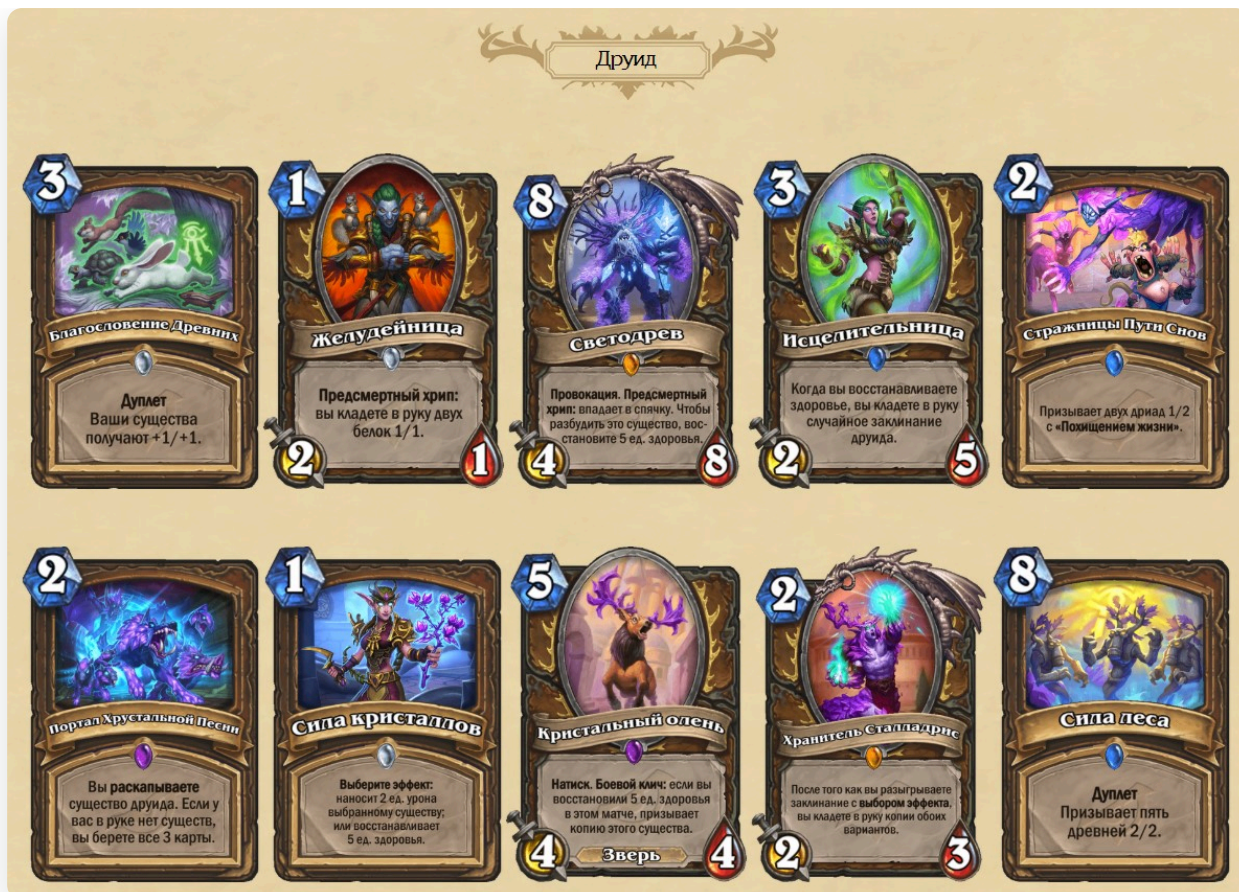 Друид
3
Благословение Древних
Дуплет
Ваши существа
получают +1/+1.
1
Желудейница
Предсмертный хрип:
вы кладете в руку двух
белок 1/1.
2
1
8
Светодрев
Провокация. Предсмертный
хрип: впадает в спячку. Чтобы
разбудить это существо, вос-
становите 5 ед. здоровья.
4
8
3
Исцелительница
Когда вы восстанавливаете
здоровье, вы кладете в руку
случайное заклинание
друида.
2
5
2
Стражницы Пути Снов
Призывает двух дриад 1/2
с «Похищением жизни».
2
Портал Хрустальной Песни
Вы раскапываете
существо друида. Если у
вас в руке нет существ,
вы берете все 3 карты.
1
Сила кристаллов
Выберите эффект:
наносит 2 ед. урона
выбранному существу;
или восстанавливает
5 ед. здоровья.
5
Кристальный олень
Натиск. Боевой клич: если вы
восстановили 5 ед. здоровья
в этом матче, призывает
копию этого существа.
4
Зверь
4
2
Хранитель Сталладрис
После того как вы разыгрываете
заклинание с выбором эффекта,
вы кладете в руку копии обоих
вариантов.
2
3
8
Сила леса
Дуплет
Призывает пять
древней 2/2.